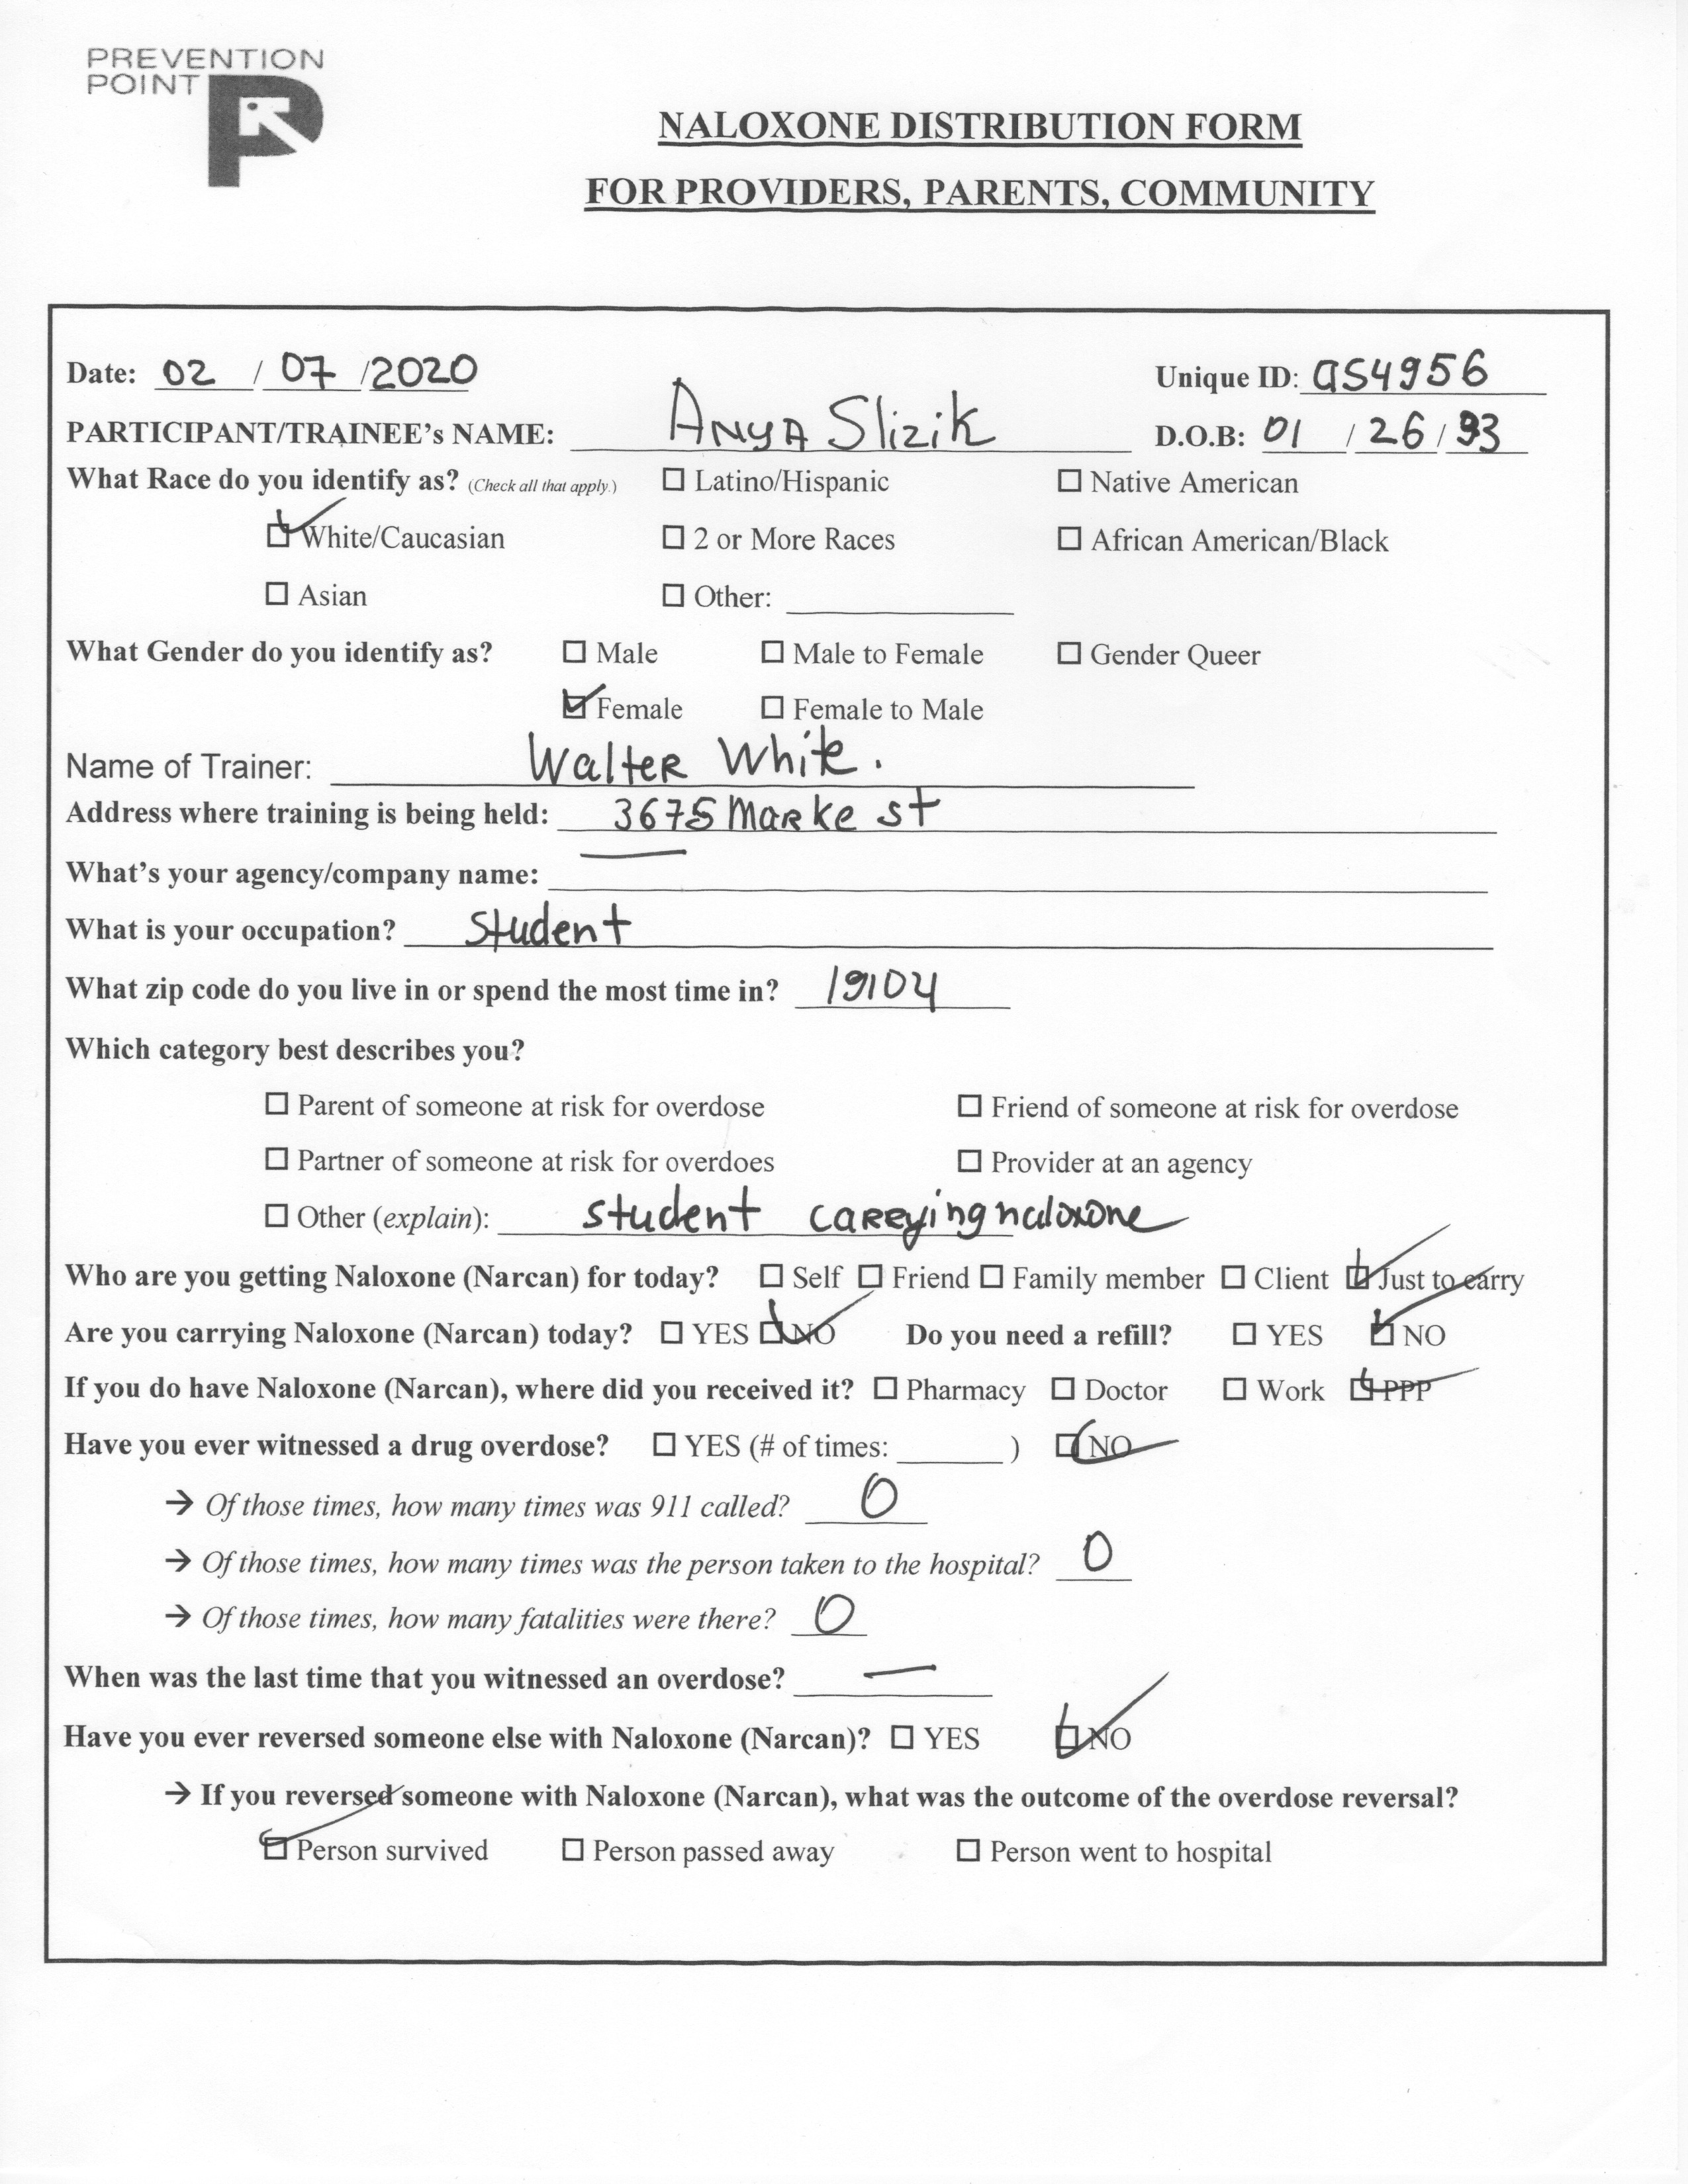 PREVENTION
POINT
NALOXONE DISTRIBUTION FORM
FOR PROVIDERS, PARENTS, COMMUNITY
Date: 02 / 07 / 2020 Unique ID: as4956
PARTICIPANT/TRAINEE's NAME: Anya Slizik D.O.B: 01 / 26 / 93
What Race do you identify as? (Check all that apply.) ☐ Latino/Hispanic ☐ Native American
☑ White/Caucasian ☐ 2 or More Races ☐ African American/Black
☐ Asian ☐ Other: 
What Gender do you identify as? ☐ Male ☐ Male to Female ☐ Gender Queer
☑ Female ☐ Female to Male
Name of Trainer: Walter White.
Address where training is being held: 3675 Marke st
What's your agency/company name: —
What is your occupation? Student
What zip code do you live in or spend the most time in? 19104
Which category best describes you?
☐ Parent of someone at risk for overdose ☐ Friend of someone at risk for overdose
☐ Partner of someone at risk for overdoes ☐ Provider at an agency
☐ Other (explain): student carrying naloxone
Who are you getting Naloxone (Narcan) for today? ☐ Self ☐ Friend ☐ Family member ☐ Client ☑ Just to carry
Are you carrying Naloxone (Narcan) today? ☐ YES ☑ NO Do you need a refill? ☐ YES ☑ NO
If you do have Naloxone (Narcan), where did you received it? ☐ Pharmacy ☐ Doctor ☐ Work ☑ PPP
Have you ever witnessed a drug overdose? ☐ YES (# of times: ) ☑ NO
→ Of those times, how many times was 911 called? 0
→ Of those times, how many times was the person taken to the hospital? 0
→ Of those times, how many fatalities were there? 0
When was the last time that you witnessed an overdose? —
Have you ever reversed someone else with Naloxone (Narcan)? ☐ YES ☑ NO
→ If you reversed someone with Naloxone (Narcan), what was the outcome of the overdose reversal?
☑ Person survived ☐ Person passed away ☐ Person went to hospital